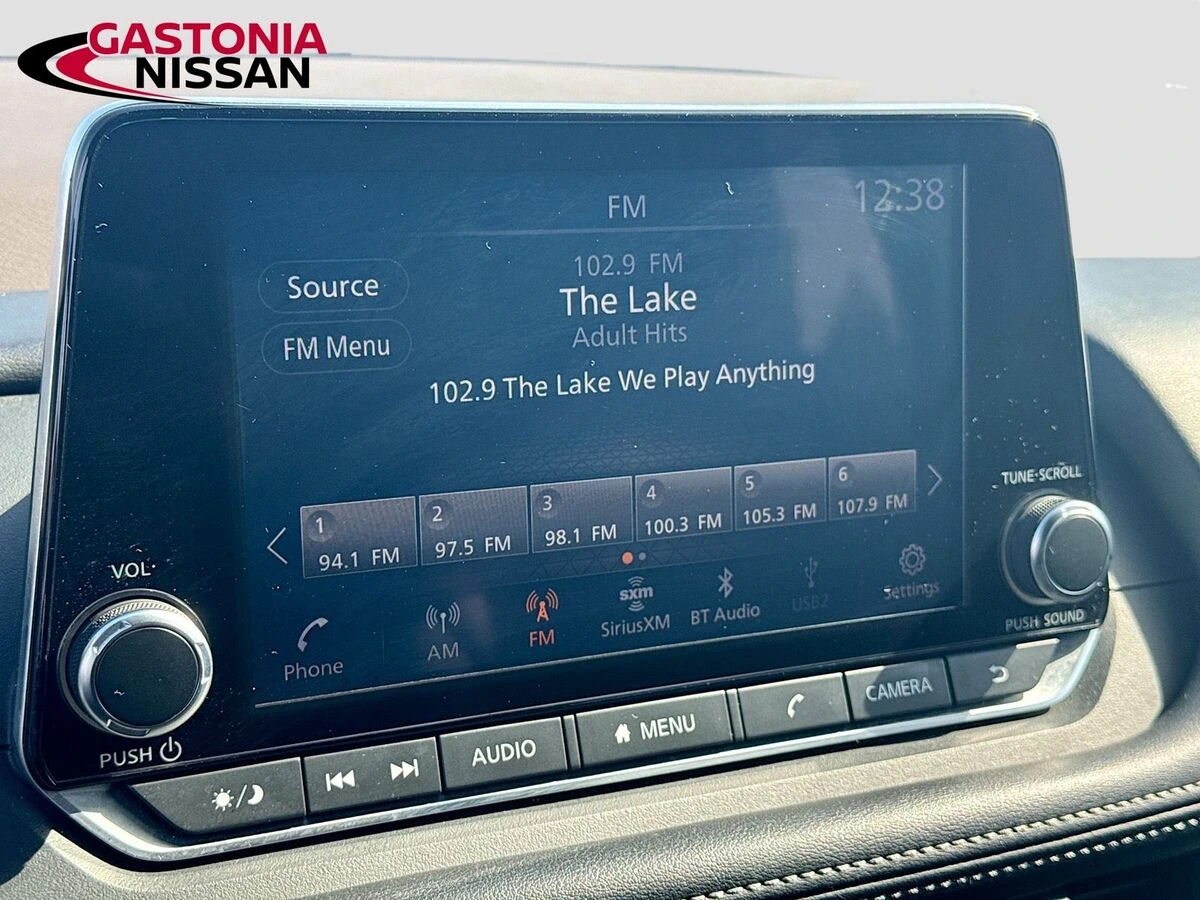 GASTONIA
NISSAN
FM
12:38
Source
102.9 FM
The Lake
FM Menu
Adult Hits
102.9 The Lake We Play Anything
TUNE·SCROLL
1
2
3
4
5
6
94.1 FM
97.5 FM
98.1 FM
100.3 FM
105.3 FM
107.9 FM
VOL
Phone
AM
FM
sxm
SiriusXM
BT Audio
USB2
Settings
PUSH SOUND
PUSH
AUDIO
MENU
CAMERA